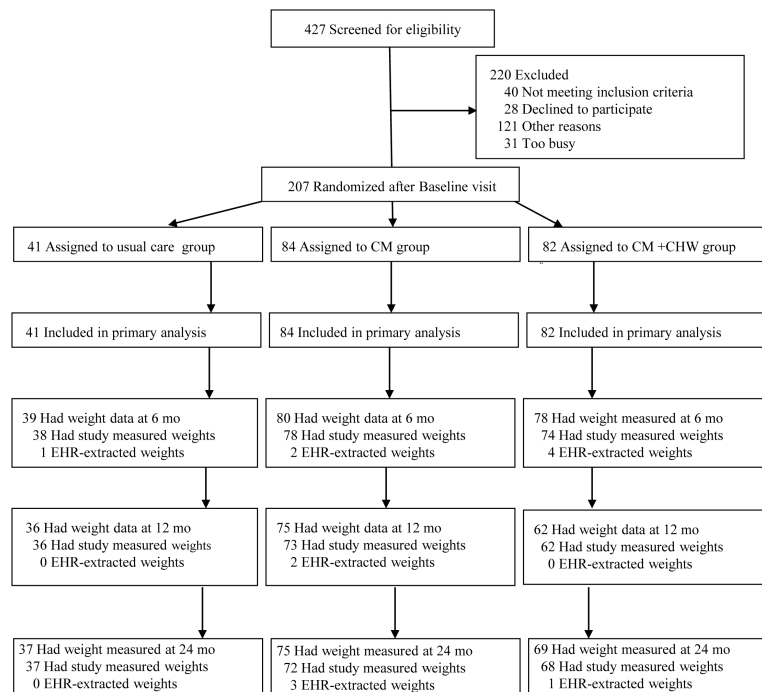 427 Screened for eligibility
220 Excluded
40 Not meeting inclusion criteria
28 Declined to participate
121 Other reasons
31 Too busy
207 Randomized after Baseline visit
41 Assigned to usual care group
84 Assigned to CM group
82 Assigned to CM +CHW group
41 Included in primary analysis
84 Included in primary analysis
82 Included in primary analysis
39 Had weight data at 6 mo
38 Had study measured weights
1 EHR-extracted weights
80 Had weight data at 6 mo
78 Had study measured weights
2 EHR-extracted weights
78 Had weight measured at 6 mo
74 Had study measured weights
4 EHR-extracted weights
36 Had weight data at 12 mo
36 Had study measured weights
0 EHR-extracted weights
75 Had weight data at 12 mo
73 Had study measured weights
2 EHR-extracted weights
62 Had weight data at 12 mo
62 Had study measured weights
0 EHR-extracted weights
37 Had weight measured at 24 mo
37 Had study measured weights
0 EHR-extracted weights
75 Had weight measured at 24 mo
72 Had study measured weights
3 EHR-extracted weights
69 Had weight measured at 24 mo
68 Had study measured weights
1 EHR-extracted weights